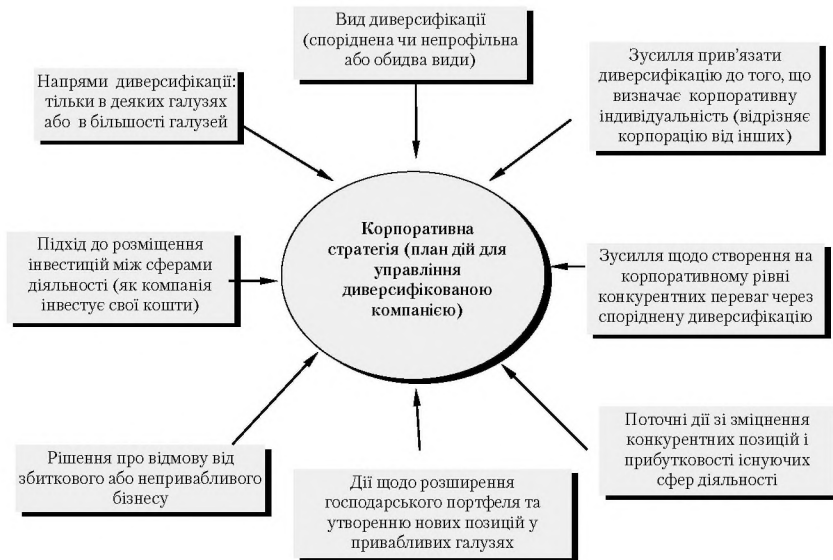 Вид диверсифікації
(споріднена чи непрофільна
або обидва види)
Напрями диверсифікації:
тільки в деяких галузях
або в більшості галузей
Зусилля прив’язати
диверсифікацію до того, що
визначає корпоративну
індивідуальність (відрізняє
корпорацію від інших)
Корпоративна
стратегія (план дій для
управління
диверсифікованою
компанією)
Підхід до розміщення
інвестицій між сферами
діяльності (як компанія
інвестує свої кошти)
Зусилля щодо створення на
корпоративному рівні
конкурентних переваг через
споріднену диверсифікацію
Рішення про відмову від
збиткового або непривабливого
бізнесу
Дії щодо розширення
господарського портфеля та
утворенню нових позицій у
привабливих галузях
Поточні дії зі зміцнення
конкурентних позицій і
прибутковості існуючих
сфер діяльності